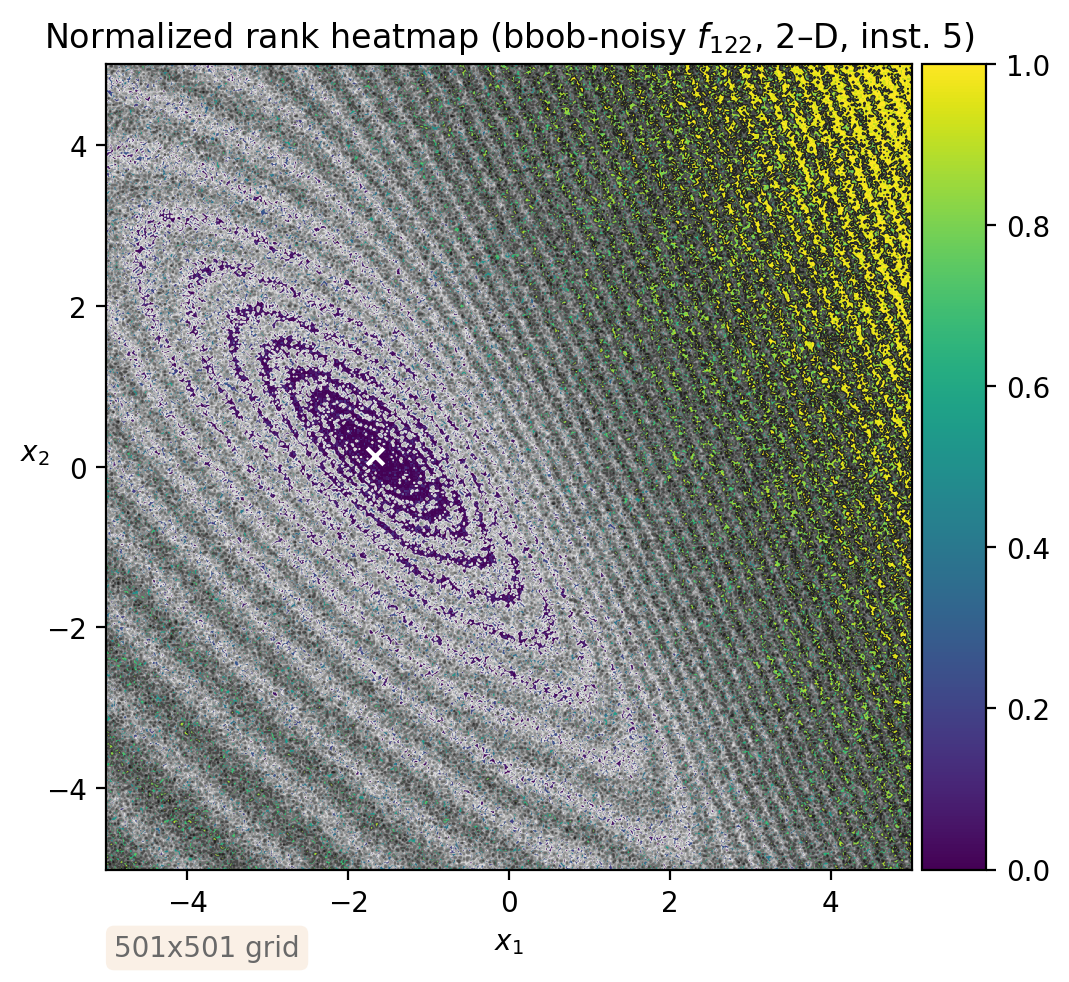 Normalized rank heatmap (bbob-noisy f₁₂₂, 2–D, inst. 5)
1.0
0.8
0.6
0.4
0.2
0.0
4
2
0
−2
−4
x₂
−4 −2 0 2 4
x₁
501x501 grid